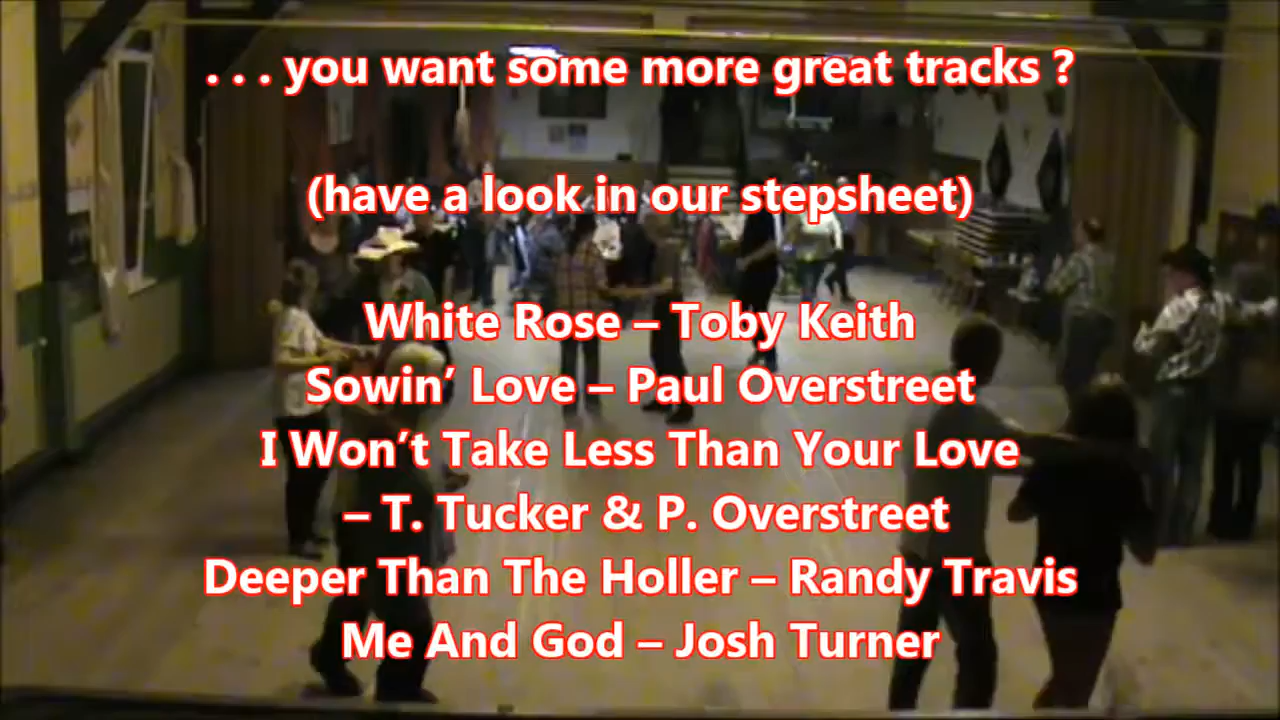 . . . you want some more great tracks ?
(have a look in our stepsheet)
White Rose – Toby Keith
Sowin’ Love – Paul Overstreet
I Won’t Take Less Than Your Love
– T. Tucker & P. Overstreet
Deeper Than The Holler – Randy Travis
Me And God – Josh Turner